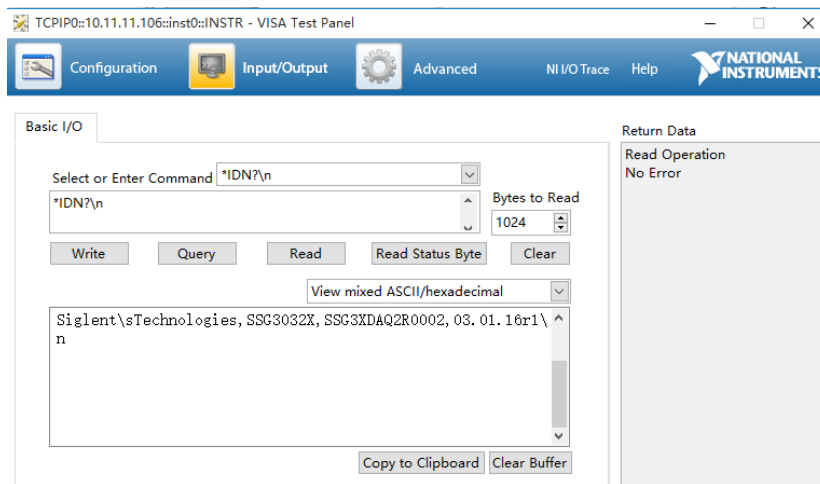 TCPIP0::10.11.11.106::inst0::INSTR - VISA Test Panel
Configuration
Input/Output
Advanced
NI I/O Trace
Help
NATIONAL
INSTRUMENTS
Basic I/O
Return Data
Read Operation
No Error
Select or Enter Command *IDN?\n
*IDN?\n
Bytes to Read
1024
Write
Query
Read
Read Status Byte
Clear
View mixed ASCII/hexadecimal
Siglent\sTechnologies,SSG3032X,SSG3XDAQ2R0002,03.01.16r1\
n
Copy to Clipboard
Clear Buffer